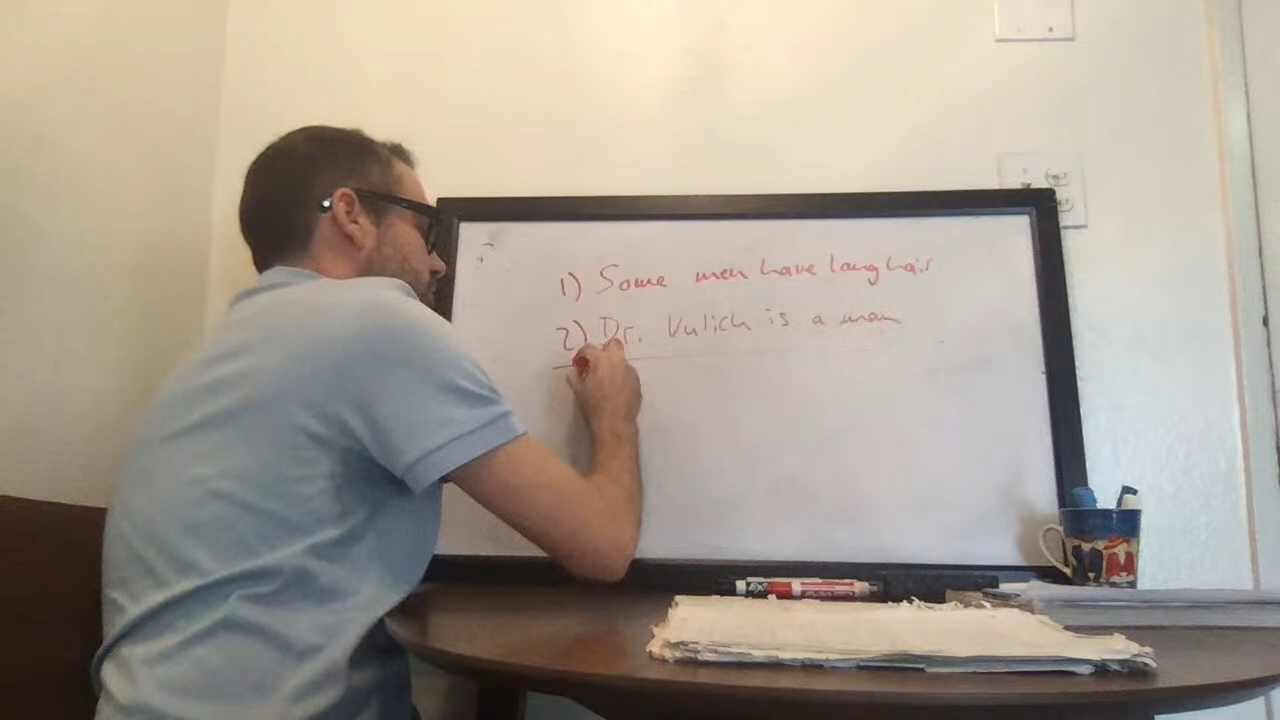 1) Some men have long hair
2) Dr. Vulich is a man